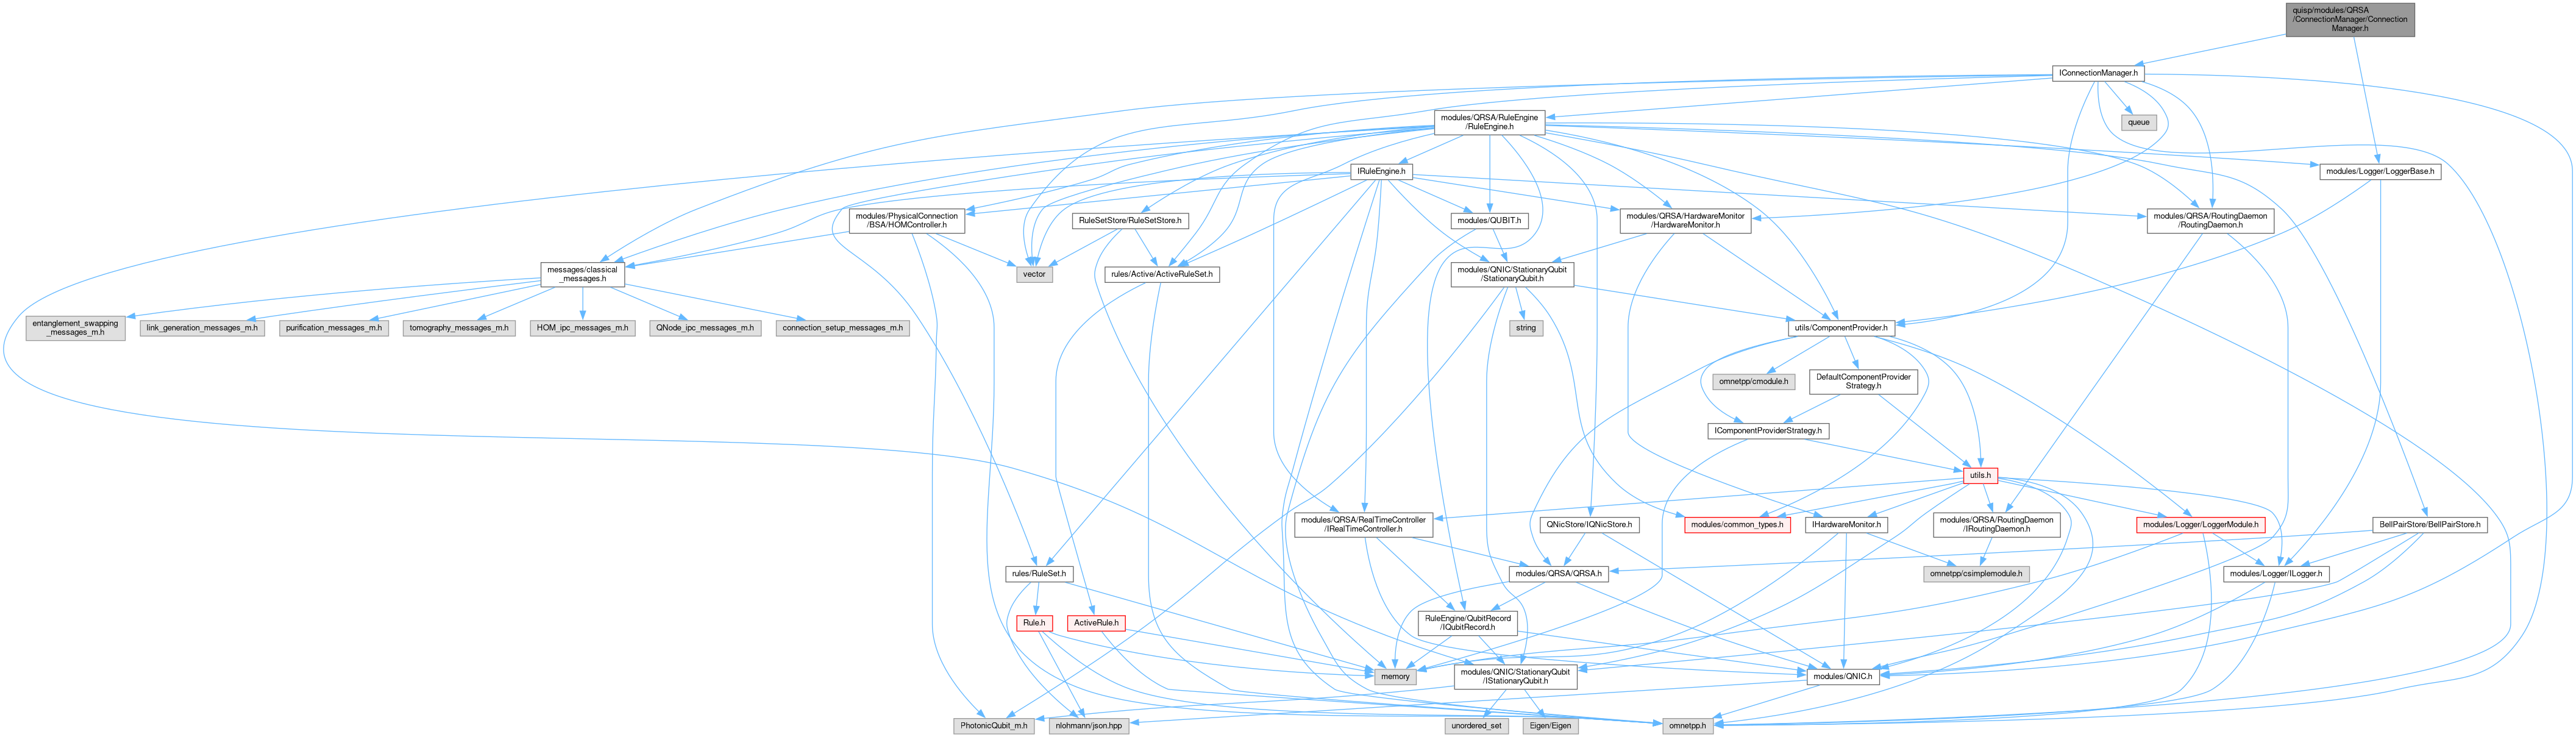 quisp/modules/QRSA
/ConnectionManager/Connection
Manager.h
IConnectionManager.h
modules/QRSA/RuleEngine
/RuleEngine.h
queue
IRuleEngine.h
modules/Logger/LoggerBase.h
modules/PhysicalConnection
/BSA/HOMController.h
RuleSetStore/RuleSetStore.h
modules/QUBIT.h
modules/QRSA/HardwareMonitor
/HardwareMonitor.h
modules/QRSA/RoutingDaemon
/RoutingDaemon.h
messages/classical
_messages.h
vector
rules/Active/ActiveRuleSet.h
modules/QNIC/StationaryQubit
/StationaryQubit.h
entanglement_swapping
_messages_m.h
link_generation_messages_m.h
purification_messages_m.h
tomography_messages_m.h
HOM_ipc_messages_m.h
QNode_ipc_messages_m.h
connection_setup_messages_m.h
string
utils/ComponentProvider.h
omnetpp/cmodule.h
DefaultComponentProvider
Strategy.h
IComponentProviderStrategy.h
utils.h
modules/QRSA/RealTimeController
/IRealTimeController.h
QNicStore/IQNicStore.h
modules/common_types.h
IHardwareMonitor.h
modules/QRSA/RoutingDaemon
/IRoutingDaemon.h
modules/Logger/LoggerModule.h
BellPairStore/BellPairStore.h
rules/RuleSet.h
modules/QRSA/QRSA.h
omnetpp/csimplemodule.h
modules/Logger/ILogger.h
Rule.h
ActiveRule.h
RuleEngine/QubitRecord
/IQubitRecord.h
memory
modules/QNIC/StationaryQubit
/IStationaryQubit.h
modules/QNIC.h
PhotonicQubit_m.h
nlohmann/json.hpp
unordered_set
Eigen/Eigen
omnetpp.h